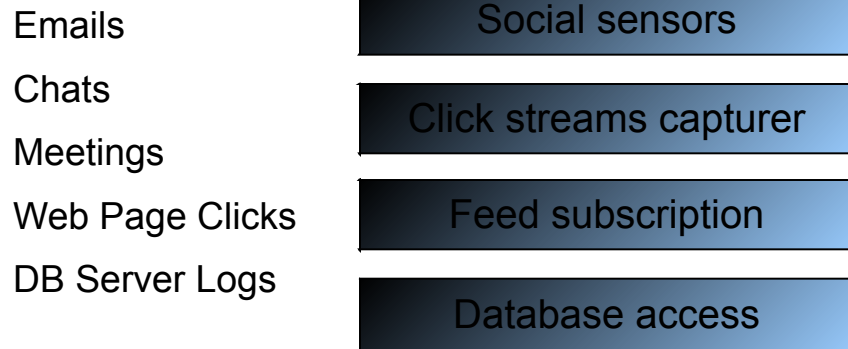 Emails
Chats
Meetings
Web Page Clicks
DB Server Logs
Social sensors
Click streams capturer
Feed subscription
Database access